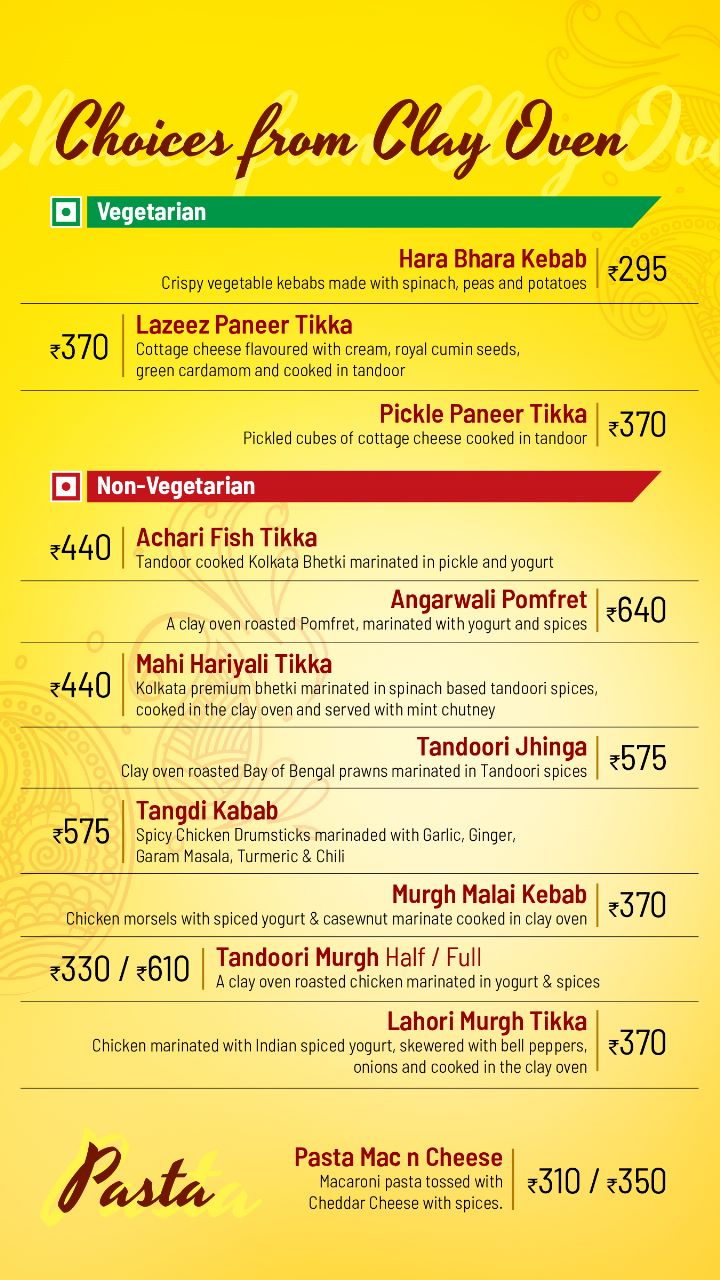 Choices from Clay Oven
Vegetarian
Hara Bhara Kebab
Crispy vegetable kebabs made with spinach, peas and potatoes
₹295
Lazeez Paneer Tikka
₹370
Cottage cheese flavoured with cream, royal cumin seeds,
green cardamom and cooked in tandoor
Pickle Paneer Tikka
Pickled cubes of cottage cheese cooked in tandoor
₹370
Non-Vegetarian
Achari Fish Tikka
₹440
Tandoor cooked Kolkata Bhetki marinated in pickle and yogurt
Angarwali Pomfret
A clay oven roasted Pomfret, marinated with yogurt and spices
₹640
Mahi Hariyali Tikka
₹440
Kolkata premium bhetki marinated in spinach based tandoori spices,
cooked in the clay oven and served with mint chutney
Tandoori Jhinga
Clay oven roasted Bay of Bengal prawns marinated in Tandoori spices
₹575
Tangdi Kabab
₹575
Spicy Chicken Drumsticks marinaded with Garlic, Ginger,
Garam Masala, Turmeric & Chili
Murgh Malai Kebab
Chicken morsels with spiced yogurt & casewnut marinate cooked in clay oven
₹370
₹330 / ₹610
Tandoori Murgh Half / Full
A clay oven roasted chicken marinated in yogurt & spices
Lahori Murgh Tikka
Chicken marinated with Indian spiced yogurt, skewered with bell peppers,
onions and cooked in the clay oven
₹370
Pasta
Pasta Mac n Cheese
Macaroni pasta tossed with
Cheddar Cheese with spices.
₹310 / ₹350